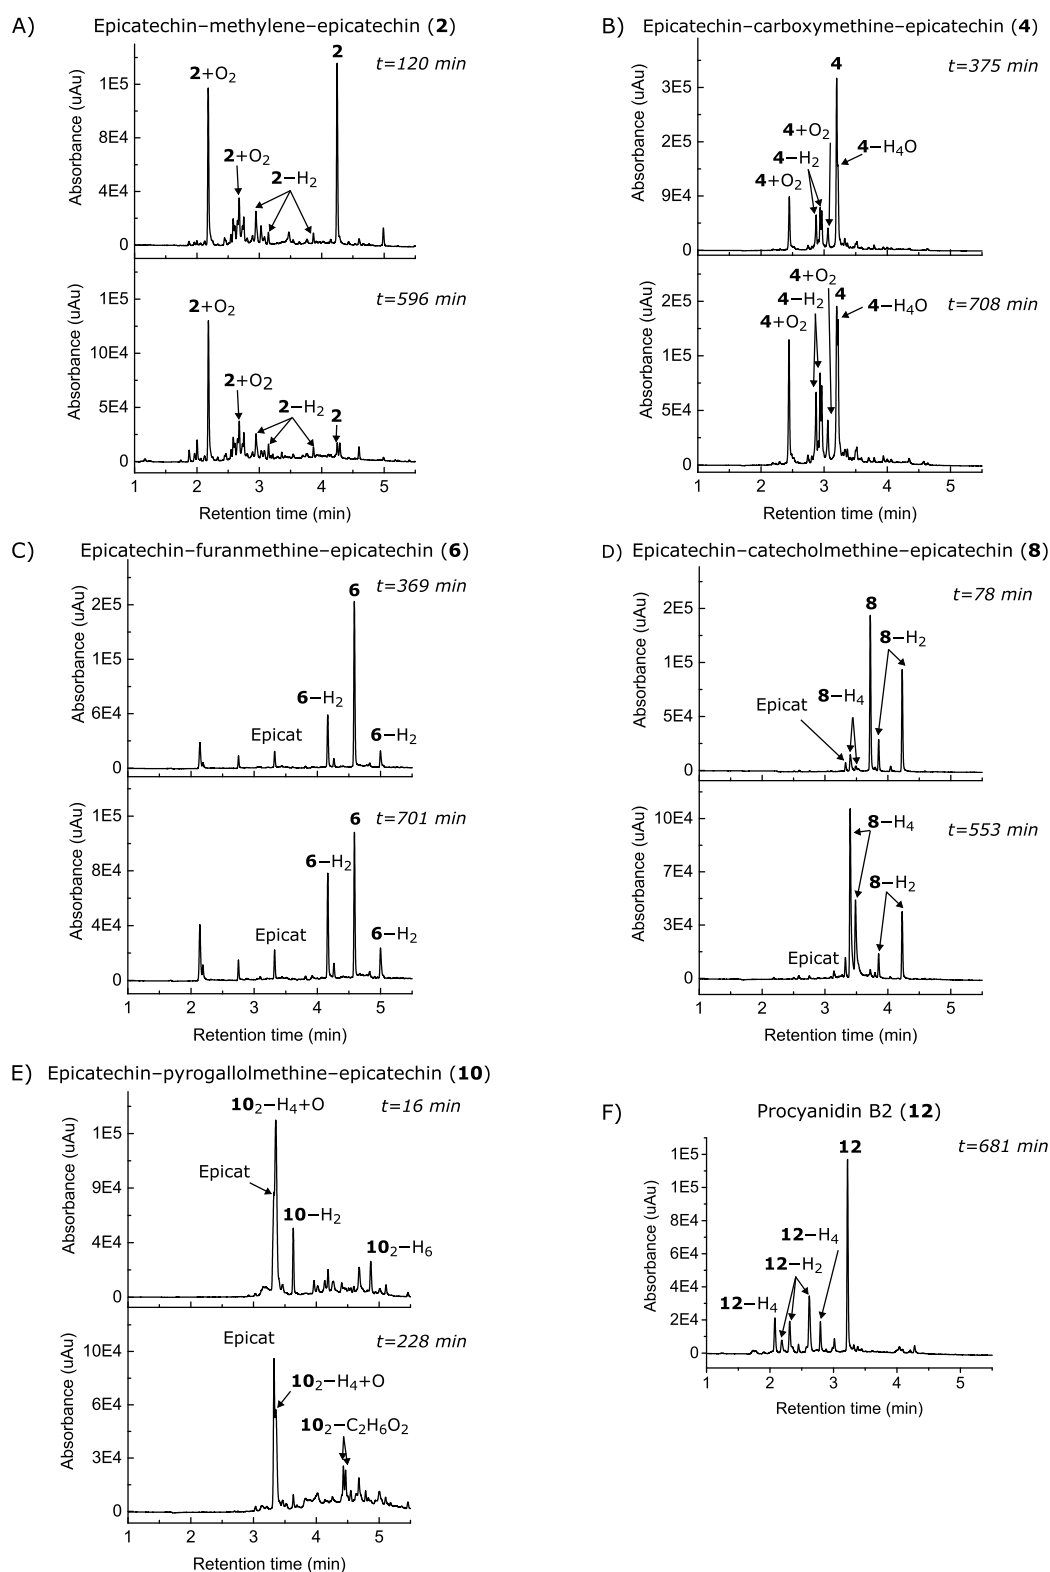 A) Epicatechin–methylene–epicatechin (2)
t=120 min
2
2+O2
2+O2
2−H2
Absorbance (uAu)
1E5
8E4
4E4
0
t=596 min
2+O2
2+O2
2−H2
2
Absorbance (uAu)
1E5
10E4
5E4
0
1 2 3 4 5
Retention time (min)
B) Epicatechin–carboxymethine–epicatechin (4)
t=375 min
4
4+O2
4−H2
4−H4O
4+O2
Absorbance (uAu)
3E5
2E5
9E4
0
4+O2
4−H2
4
4−H4O
t=708 min
4+O2
Absorbance (uAu)
2E5
1E5
5E4
0
1 2 3 4 5
Retention time (min)
C) Epicatechin–furanmethine–epicatechin (6)
t=369 min
6
6−H2
Epicat
6−H2
Absorbance (uAu)
2E5
1E5
6E4
0
t=701 min
6
6−H2
Epicat
6−H2
Absorbance (uAu)
1E5
8E4
4E4
0
1 2 3 4 5
Retention time (min)
D) Epicatechin–catecholmethine–epicatechin (8)
t=78 min
8
8−H2
8−H4
Epicat
Absorbance (uAu)
2E5
1E5
5E4
0
t=553 min
8−H4
8−H2
Epicat
Absorbance (uAu)
10E4
7E4
3E4
0
1 2 3 4 5
Retention time (min)
E) Epicatechin–pyrogallolmethine–epicatechin (10)
102−H4+O
t=16 min
Epicat
10−H2
102−H6
Absorbance (uAu)
1E5
9E4
4E4
0
Epicat
t=228 min
102−H4+O
102−C2H6O2
Absorbance (uAu)
10E4
6E4
3E4
0
1 2 3 4 5
Retention time (min)
F) Procyanidin B2 (12)
t=681 min
12
12−H4
12−H2
12−H4
Absorbance (uAu)
1E5
1E5
8E4
6E4
4E4
2E4
0
1 2 3 4 5
Retention time (min)